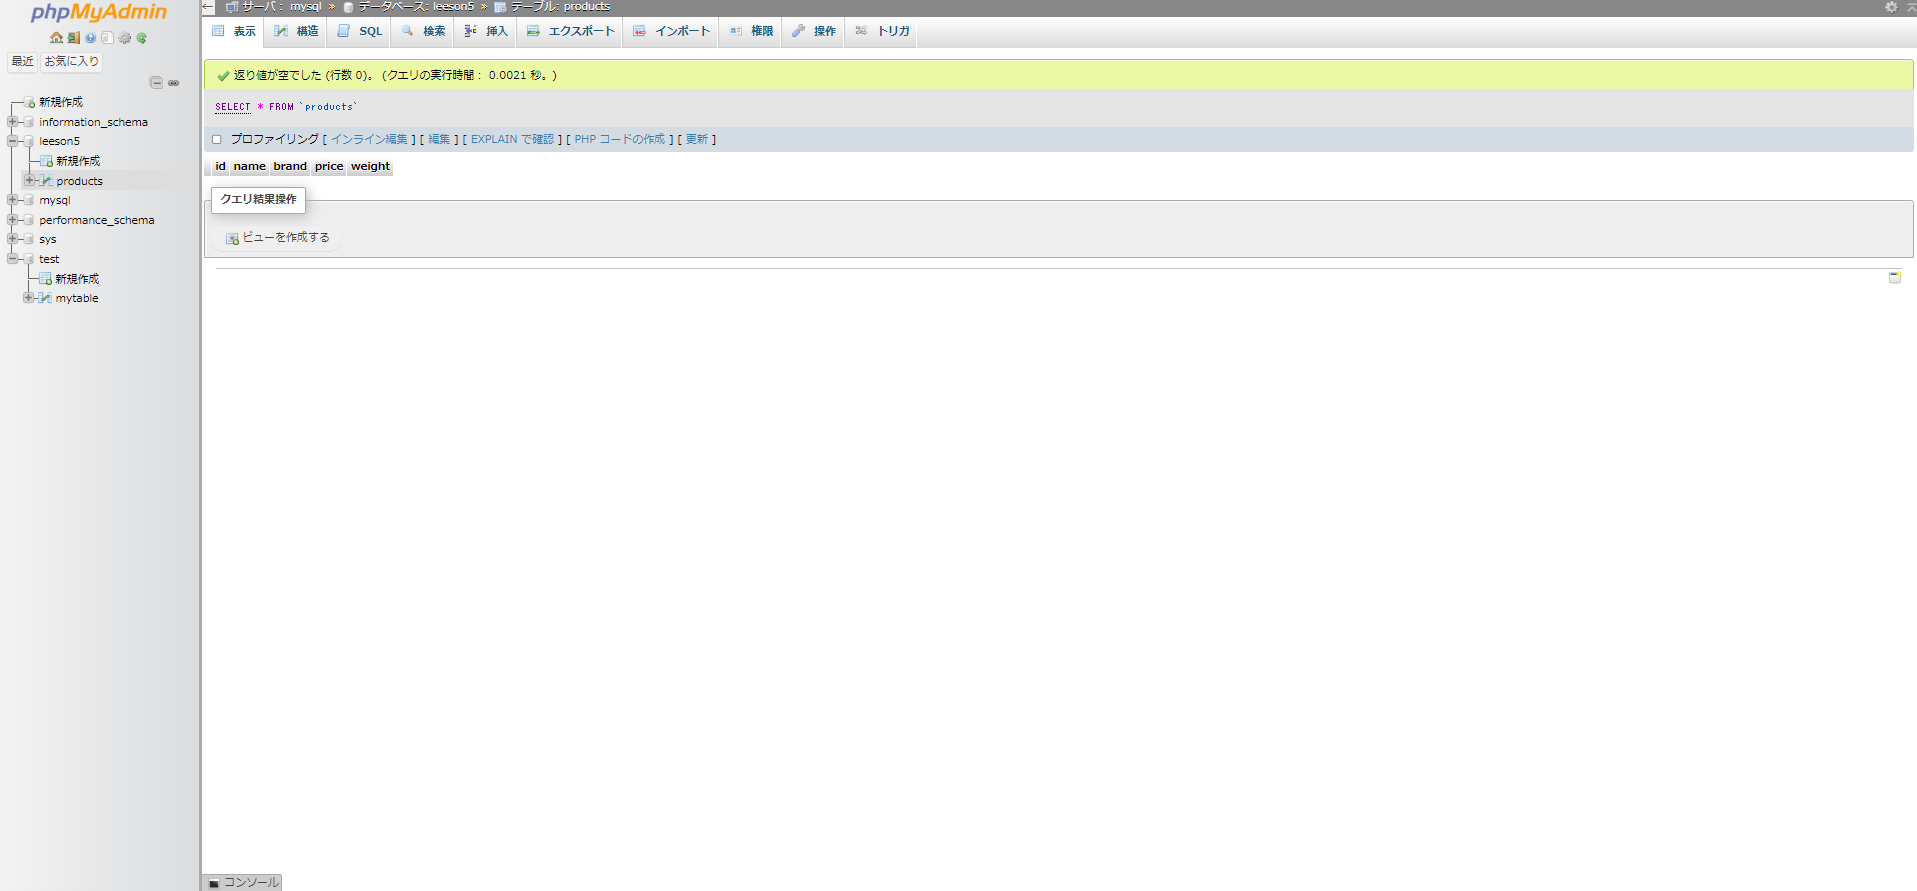 phpMyAdmin
最近 お気に入り
新規作成
information_schema
leeson5
新規作成
products
mysql
performance_schema
sys
test
新規作成
mytable
サーバ: mysql » データベース: leeson5 » テーブル: products
表示 構造 SQL 検索 挿入 エクスポート インポート 権限 操作 トリガ
返り値が空でした (行数 0)。 (クエリの実行時間： 0.0021 秒。)
SELECT * FROM `products`
プロファイリング [ インライン編集 ] [ 編集 ] [ EXPLAIN で確認 ] [ PHP コードの作成 ] [ 更新 ]
id name brand price weight
クエリ結果操作
ビューを作成する
コンソール